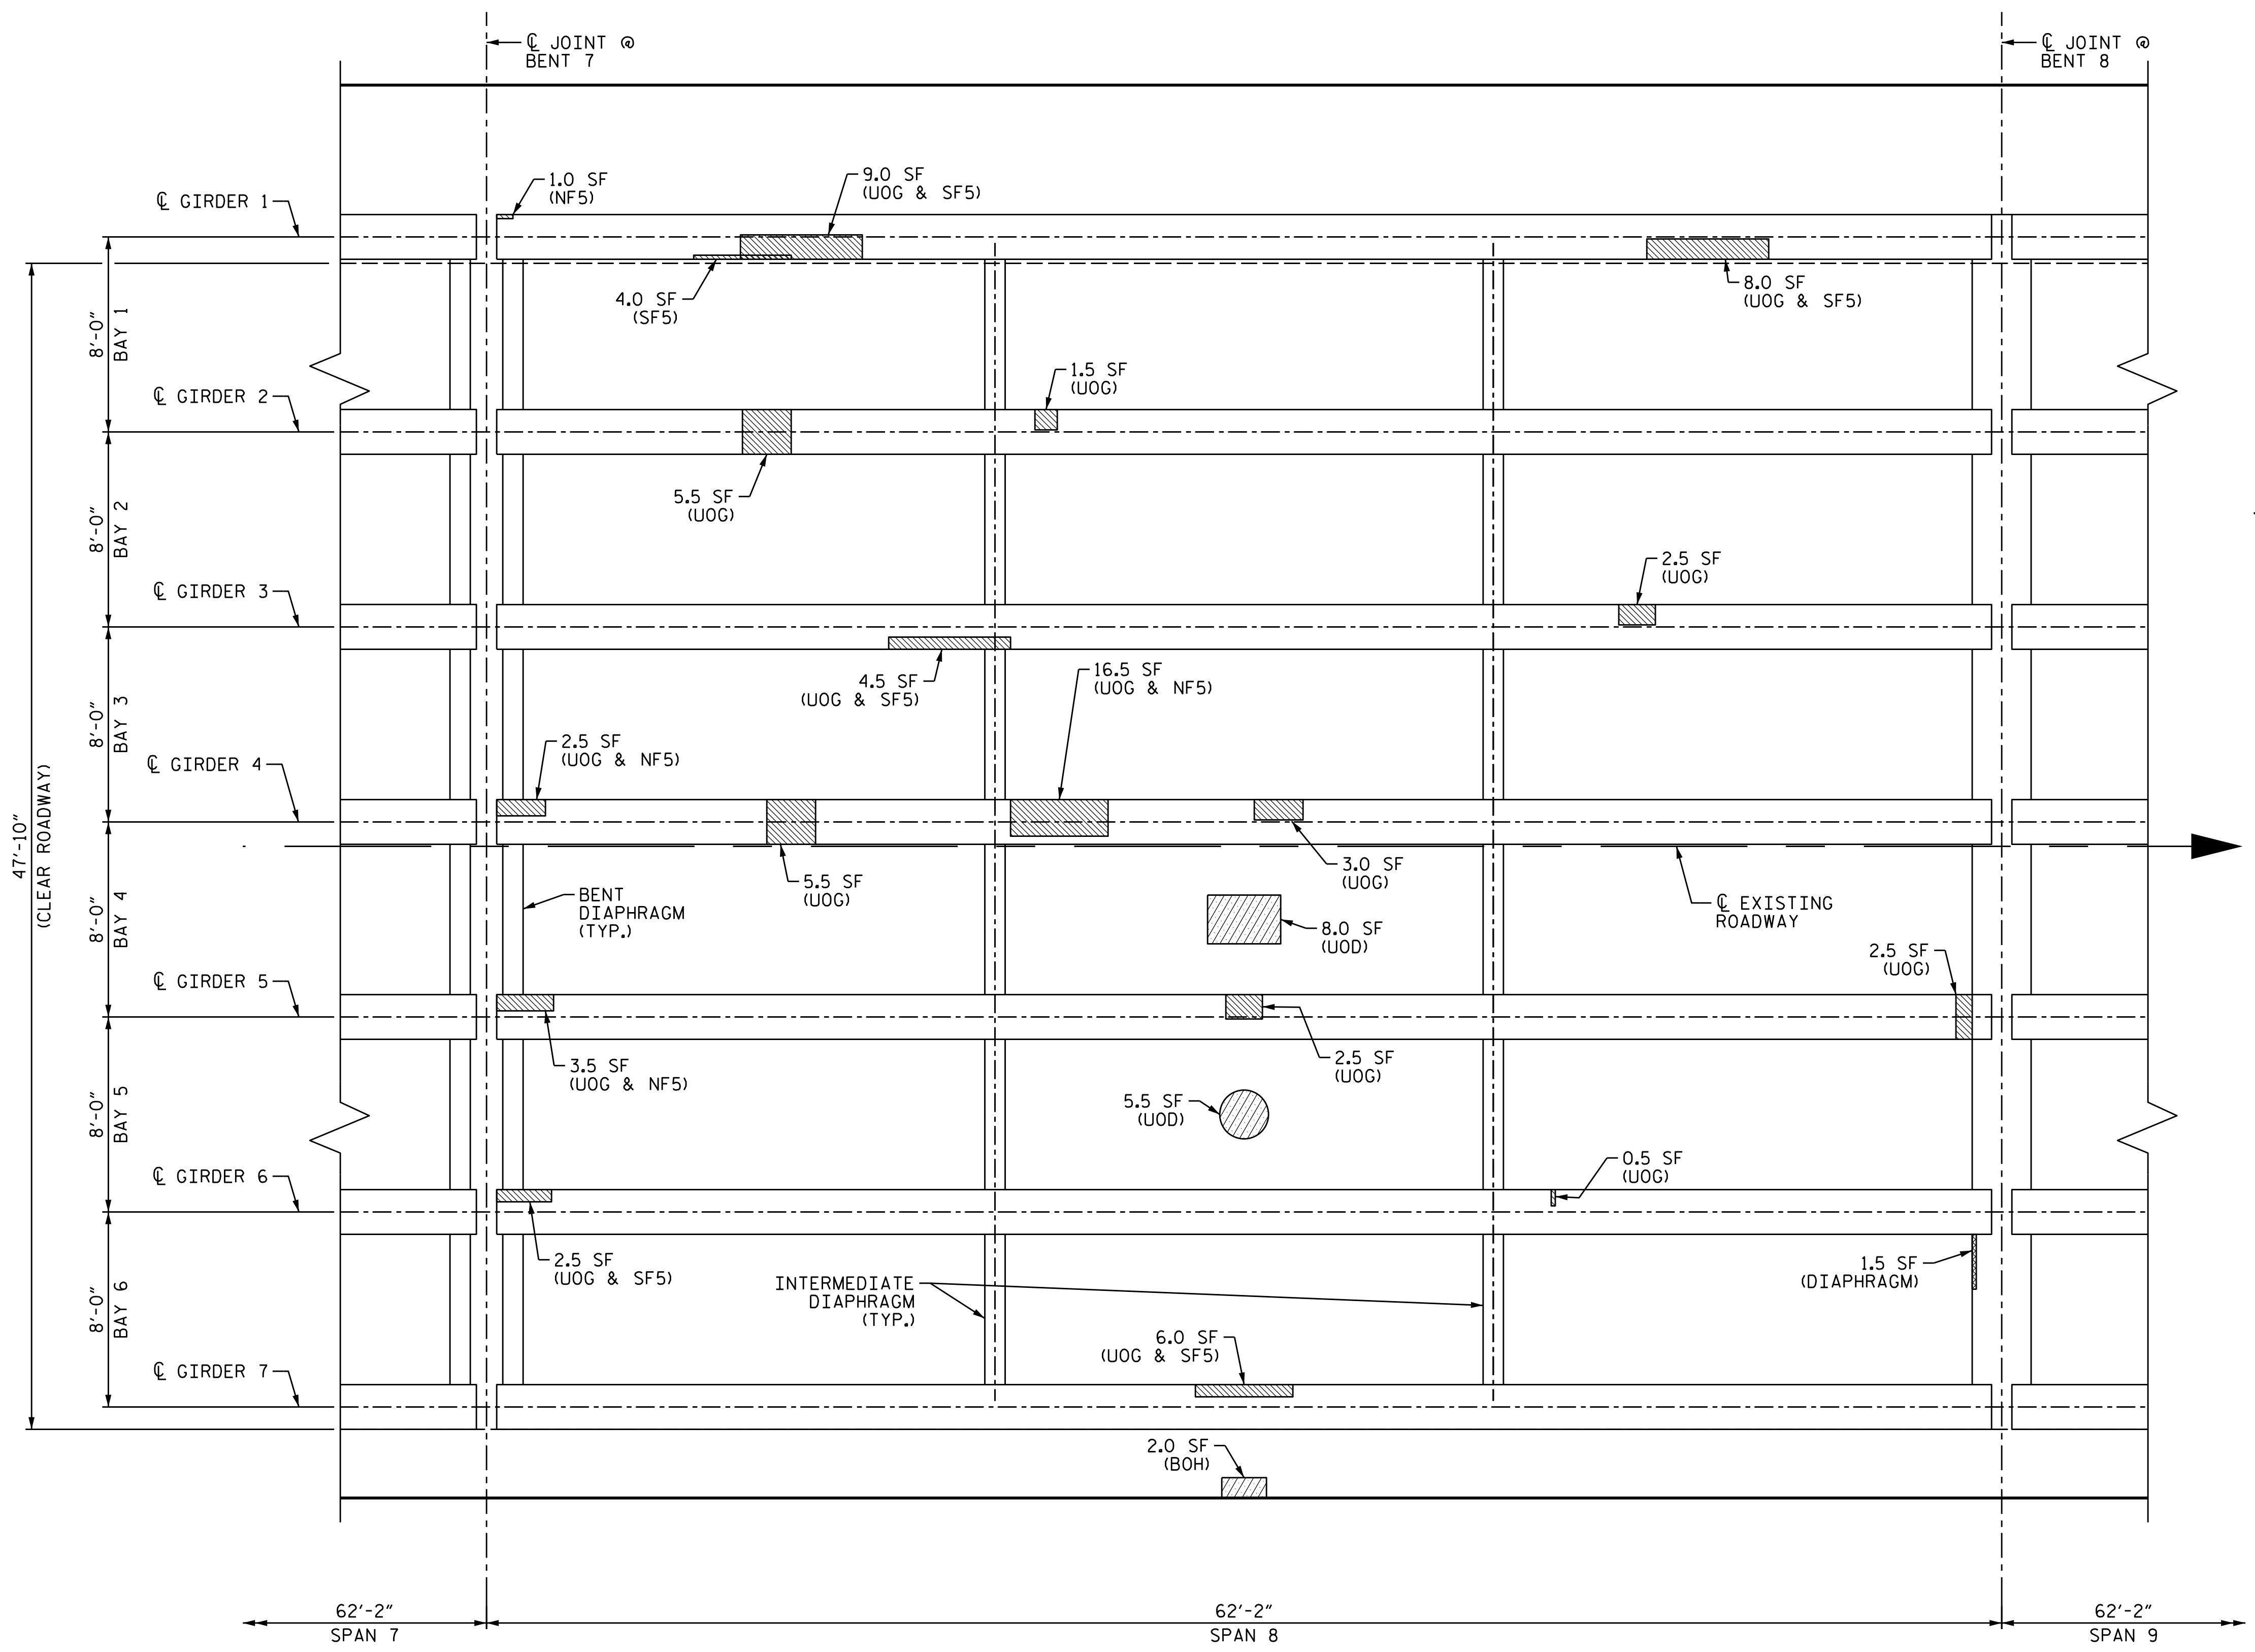 ℄ JOINT @
BENT 7
℄ JOINT @
BENT 8
℄ GIRDER 1
1.0 SF
(NF5)
9.0 SF
(UOG & SF5)
4.0 SF
(SF5)
8.0 SF
(UOG & SF5)
8'-0"
BAY 1
℄ GIRDER 2
1.5 SF
(UOG)
5.5 SF
(UOG)
8'-0"
BAY 2
℄ GIRDER 3
2.5 SF
(UOG)
4.5 SF
(UOG & SF5)
16.5 SF
(UOG & NF5)
8'-0"
BAY 3
2.5 SF
(UOG & NF5)
℄ GIRDER 4
47'-10"
(CLEAR ROADWAY)
5.5 SF
(UOG)
3.0 SF
(UOG)
BENT
DIAPHRAGM
(TYP.)
8'-0"
BAY 4
8.0 SF
(UOD)
℄ EXISTING
ROADWAY
2.5 SF
(UOG)
℄ GIRDER 5
3.5 SF
(UOG & NF5)
2.5 SF
(UOG)
8'-0"
BAY 5
5.5 SF
(UOD)
℄ GIRDER 6
0.5 SF
(UOG)
2.5 SF
(UOG & SF5)
INTERMEDIATE
DIAPHRAGM
(TYP.)
1.5 SF
(DIAPHRAGM)
8'-0"
BAY 6
6.0 SF
(UOG & SF5)
℄ GIRDER 7
2.0 SF
(BOH)
62'-2"
SPAN 7
62'-2"
SPAN 8
62'-2"
SPAN 9